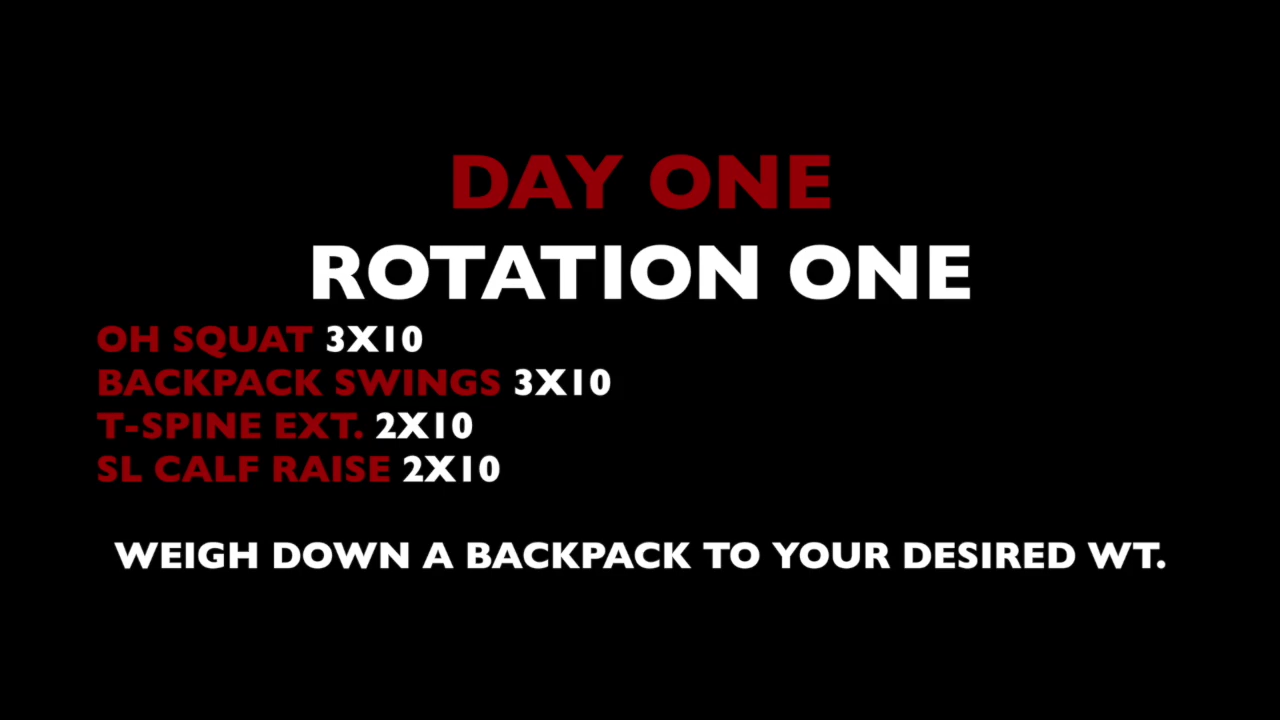 DAY ONE
ROTATION ONE
OH SQUAT 3X10
BACKPACK SWINGS 3X10
T-SPINE EXT. 2X10
SL CALF RAISE 2X10
WEIGH DOWN A BACKPACK TO YOUR DESIRED WT.